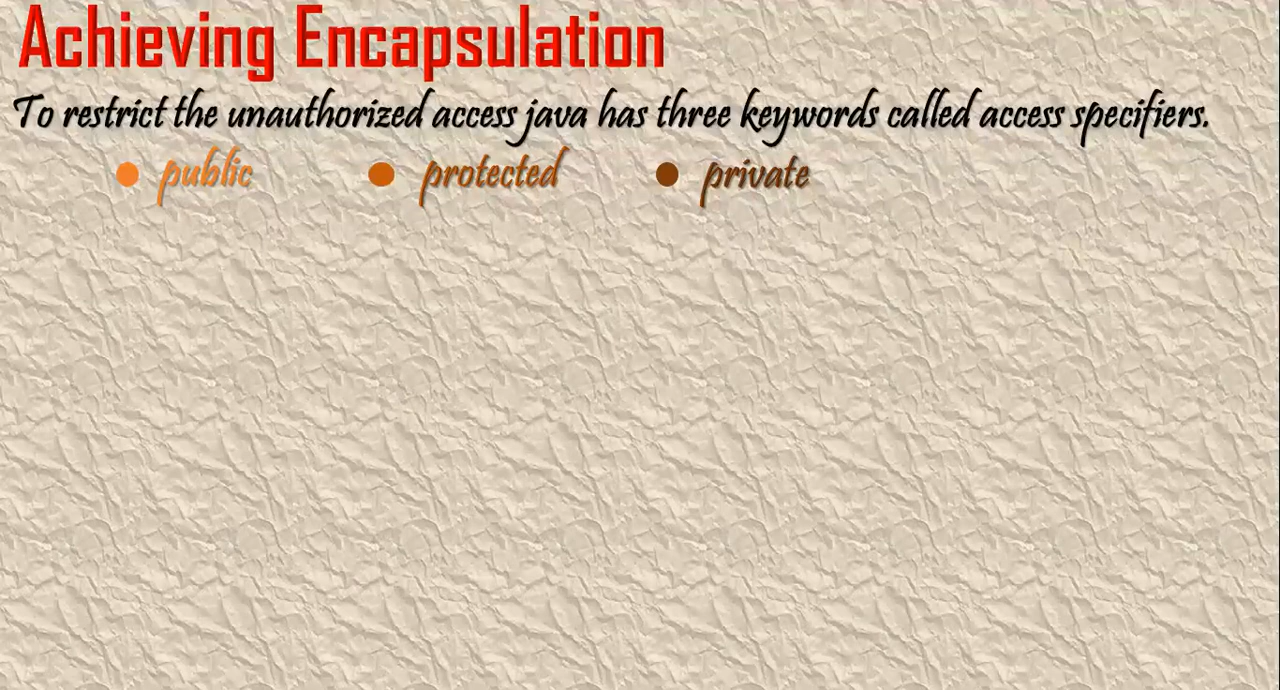 Achieving Encapsulation
To restrict the unauthorized access java has three keywords called access specifiers.
● public ● protected ● private